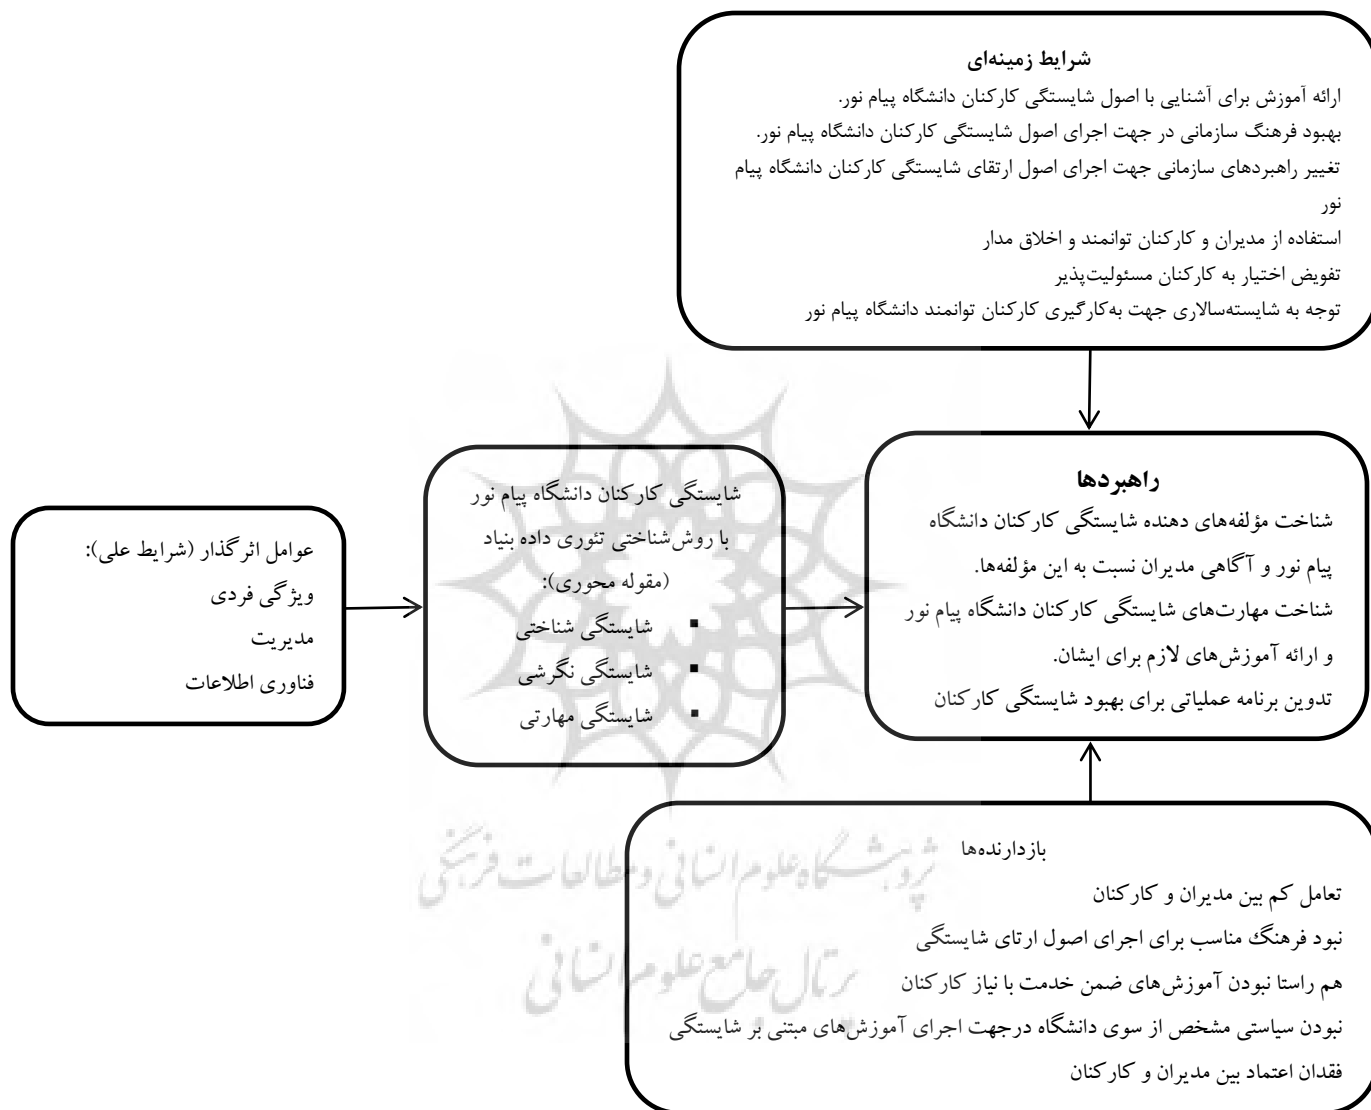 شرایط زمینه‌ای
ارائه آموزش برای آشنایی با اصول شایستگی کارکنان دانشگاه پیام نور.
بهبود فرهنگ سازمانی در جهت اجرای اصول شایستگی کارکنان دانشگاه پیام نور.
تغییر راهبردهای سازمانی جهت اجرای اصول ارتقای شایستگی کارکنان دانشگاه پیام
نور
استفاده از مدیران و کارکنان توانمند و اخلاق مدار
تفویض اختیار به کارکنان مسئولیت‌پذیر
توجه به شایسته‌سالاری جهت به‌کارگیری کارکنان توانمند دانشگاه پیام نور
راهبردها
شناخت مؤلفه‌های دهنده شایستگی کارکنان دانشگاه
پیام نور و آگاهی مدیران نسبت به این مؤلفه‌ها.
شناخت مهارت‌های شایستگی کارکنان دانشگاه پیام نور
و ارائه آموزش‌های لازم برای ایشان.
تدوین برنامه عملیاتی برای بهبود شایستگی کارکنان
شایستگی کارکنان دانشگاه پیام نور
با روش‌شناختی تئوری داده بنیاد
(مقوله محوری):
▪ شایستگی شناختی
▪ شایستگی نگرشی
▪ شایستگی مهارتی
عوامل اثرگذار (شرایط علی):
ویژگی فردی
مدیریت
فناوری اطلاعات
بازدارنده‌ها
تعامل کم بین مدیران و کارکنان
نبود فرهنگ مناسب برای اجرای اصول ارتای شایستگی
هم راستا نبودن آموزش‌های ضمن خدمت با نیاز کارکنان
نبودن سیاستی مشخص از سوی دانشگاه درجهت اجرای آموزش‌های مبتنی بر شایستگی
فقدان اعتماد بین مدیران و کارکنان
پژوهشگاه علوم انسانی و مطالعات فرهنگی
پرتال جامع علوم انسانی